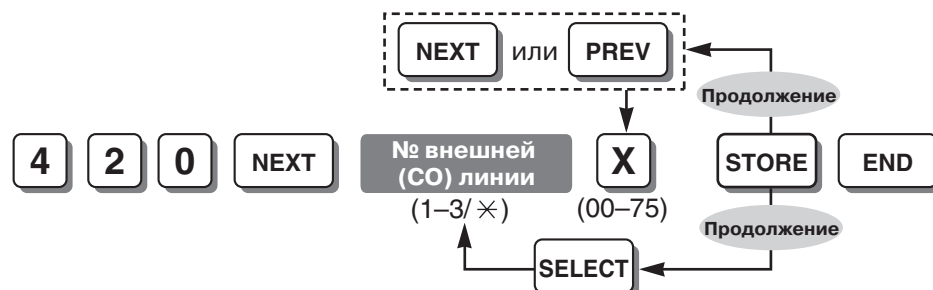 NEXT или PREV
Продолжение
4 2 0 NEXT № внешней (CO) линии X STORE END
(1–3/✳) (00–75)
Продолжение
SELECT